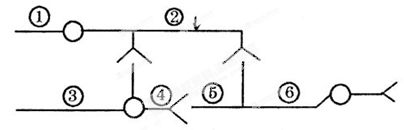 ① ②
③ ④ ⑤ ⑥